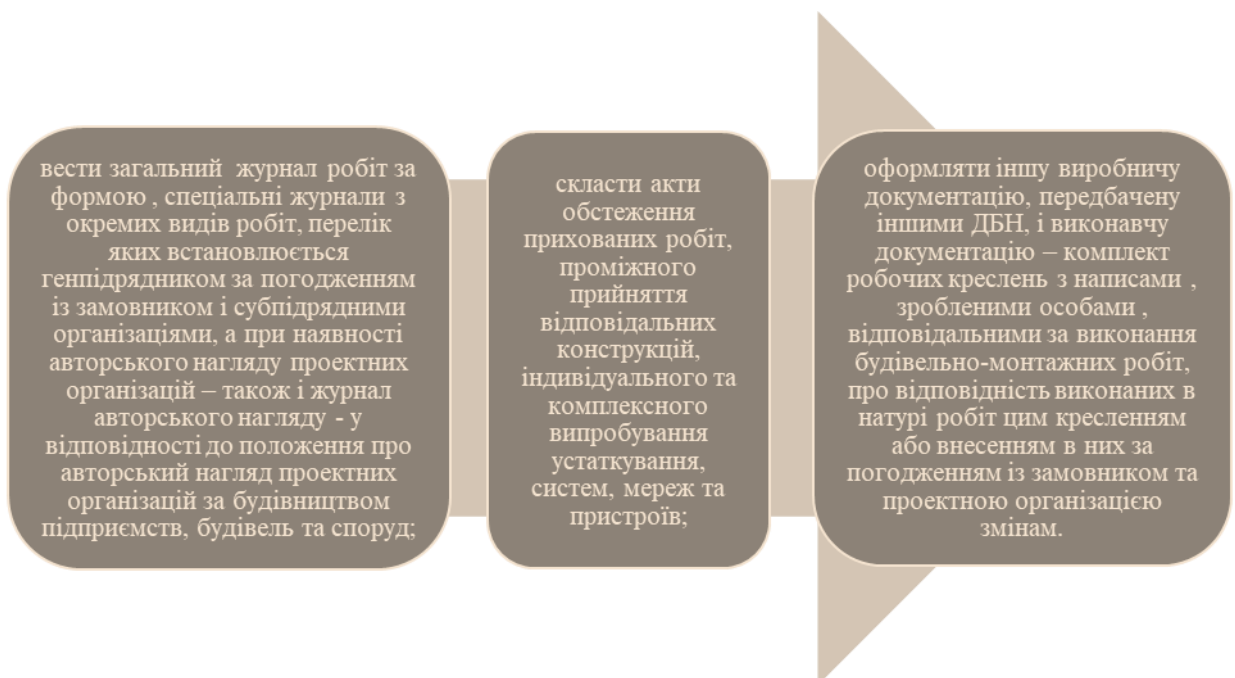 вести загальний журнал робіт за
формою , спеціальні журнали з
окремих видів робіт, перелік
яких встановлюється
генпідрядником за погодженням
із замовником і субпідрядними
організаціями, а при наявності
авторського нагляду проектних
організацій – також і журнал
авторського нагляду - у
відповідності до положення про
авторський нагляд проектних
організацій за будівництвом
підприємств, будівель та споруд;
скласти акти
обстеження
прихованих робіт,
проміжного
прийняття
відповідальних
конструкцій,
індивідуального та
комплексного
випробування
устаткування,
систем, мереж та
пристроїв;
оформляти іншу виробничу
документацію, передбачену
іншими ДБН, і виконавчу
документацію – комплект
робочих креслень з написами ,
зробленими особами ,
відповідальними за виконання
будівельно-монтажних робіт,
про відповідність виконаних в
натурі робіт цим кресленням
або внесенням в них за
погодженням із замовником та
проектною організацією
змінам.